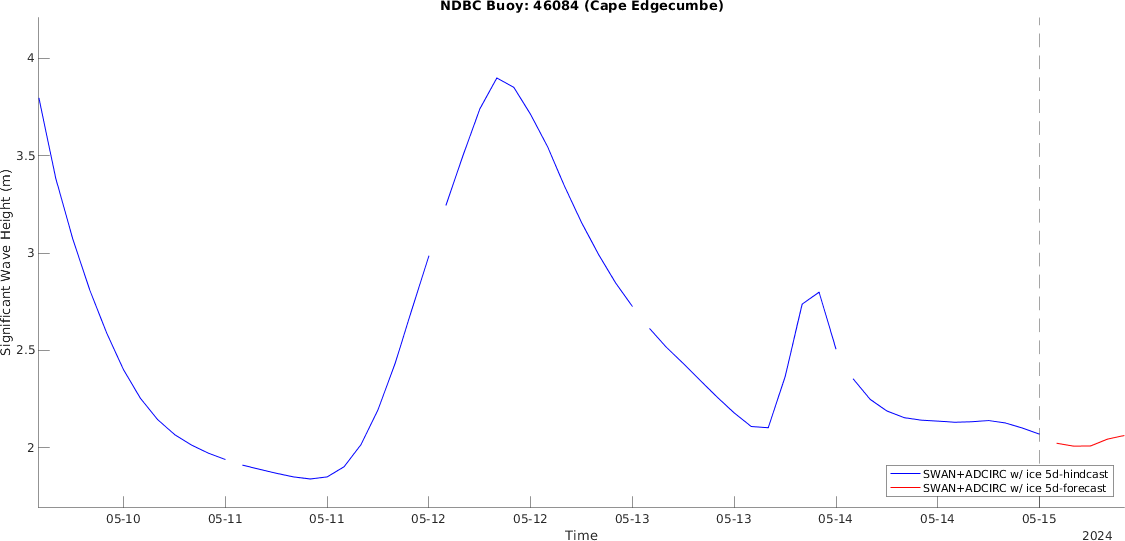 NDBC Buoy: 46084 (Cape Edgecumbe)
Significant Wave Height (m)
4
3.5
3
2.5
2
SWAN+ADCIRC w/ ice 5d-hindcast
SWAN+ADCIRC w/ ice 5d-forecast
05-10 05-11 05-11 05-12 05-12 05-13 05-13 05-14 05-14 05-15
Time
2024